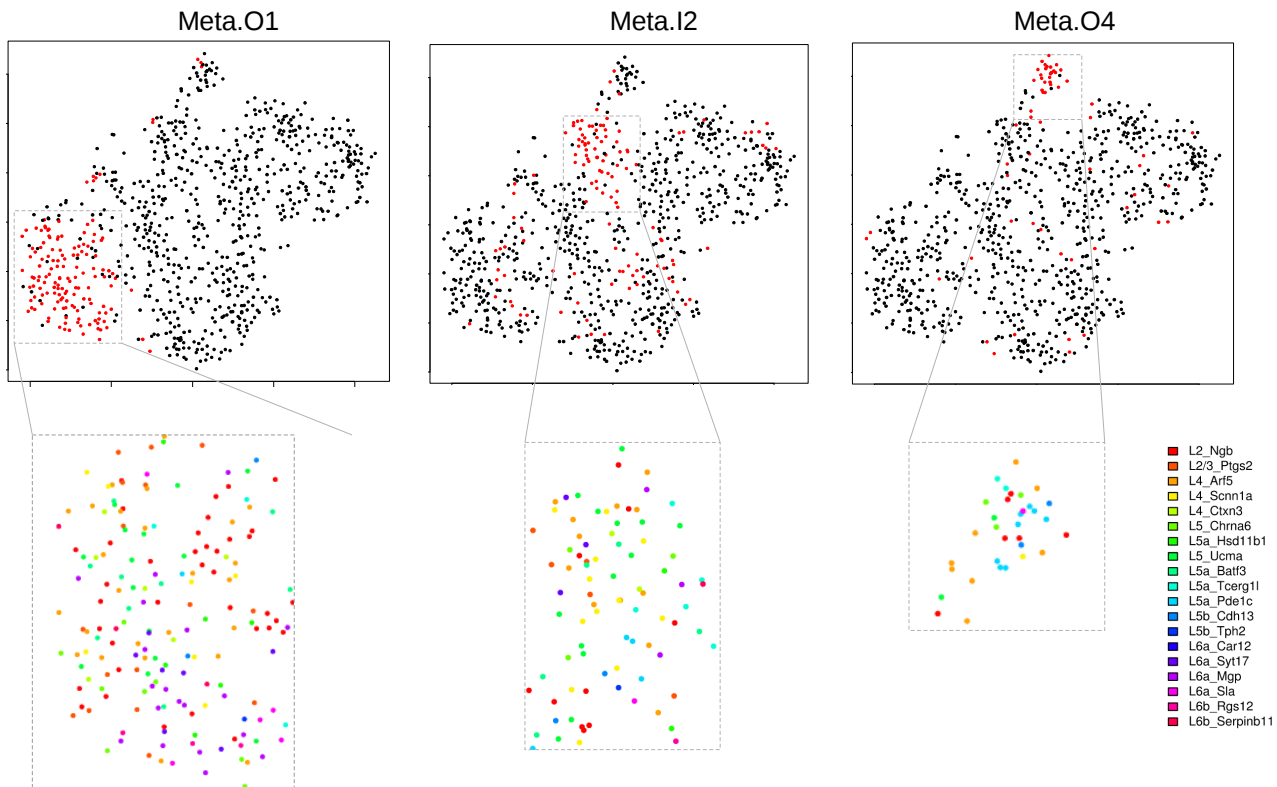 Meta.O1
Meta.I2
Meta.O4
L2_Ngb
L2/3_Ptgs2
L4_Arf5
L4_Scnn1a
L4_Ctxn3
L5_Chrna6
L5a_Hsd11b1
L5_Ucma
L5a_Batf3
L5a_Tcerg1l
L5a_Pde1c
L5b_Cdh13
L5b_Tph2
L6a_Car12
L6a_Syt17
L6a_Mgp
L6a_Sla
L6b_Rgs12
L6b_Serpinb11